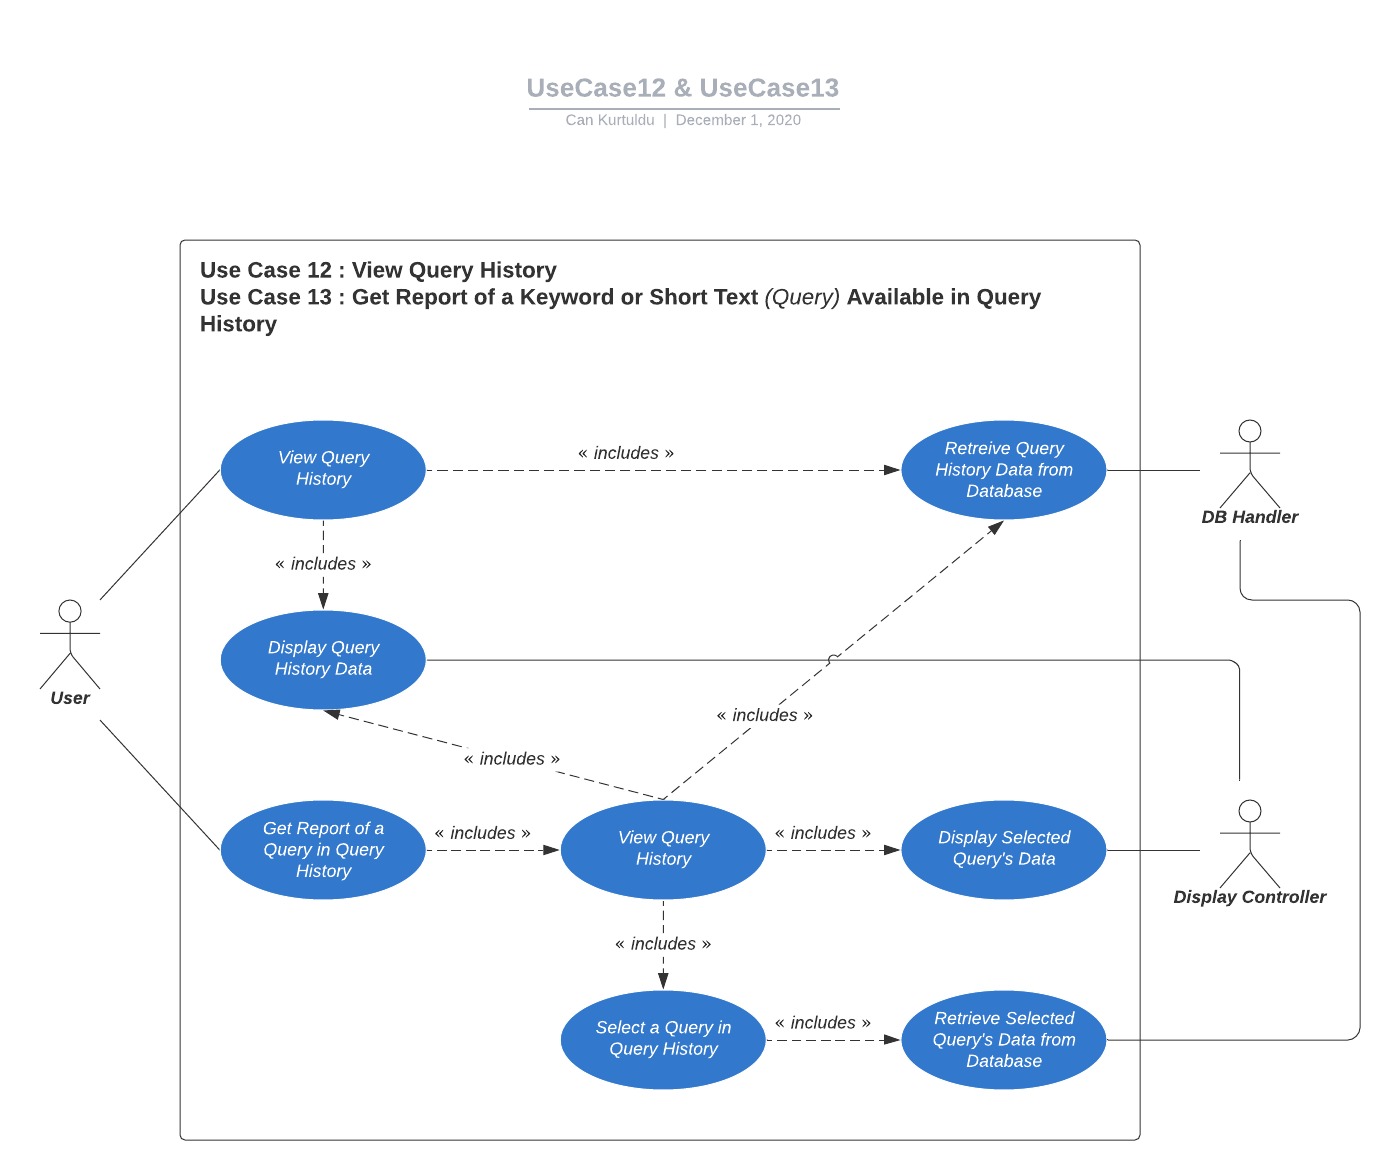 UseCase12 & UseCase13
Can Kurtuldu | December 1, 2020
Use Case 12 : View Query History
Use Case 13 : Get Report of a Keyword or Short Text (Query) Available in Query
History
View Query
History
« includes »
Retreive Query
History Data from
Database
DB Handler
« includes »
Display Query
History Data
User
« includes »
« includes »
Get Report of a
Query in Query
History
« includes »
View Query
History
« includes »
Display Selected
Query's Data
Display Controller
« includes »
Select a Query in
Query History
« includes »
Retrieve Selected
Query's Data from
Database